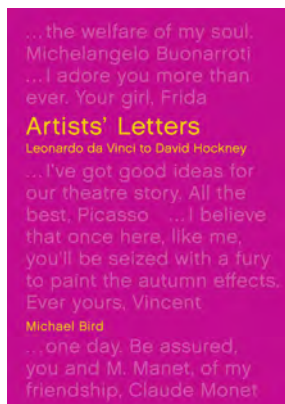 ...the welfare of my soul.
Michelangelo Buonarroti
...I adore you more than
ever. Your girl, Frida
Artists' Letters
Leonardo da Vinci to David Hockney
...I've got good ideas for
our theatre story. All the
best, Picasso ...I believe
that once here, like me,
you'll be seized with a fury
to paint the autumn effects.
Ever yours, Vincent
Michael Bird
...one day. Be assured,
you and M. Manet, of my
friendship, Claude Monet